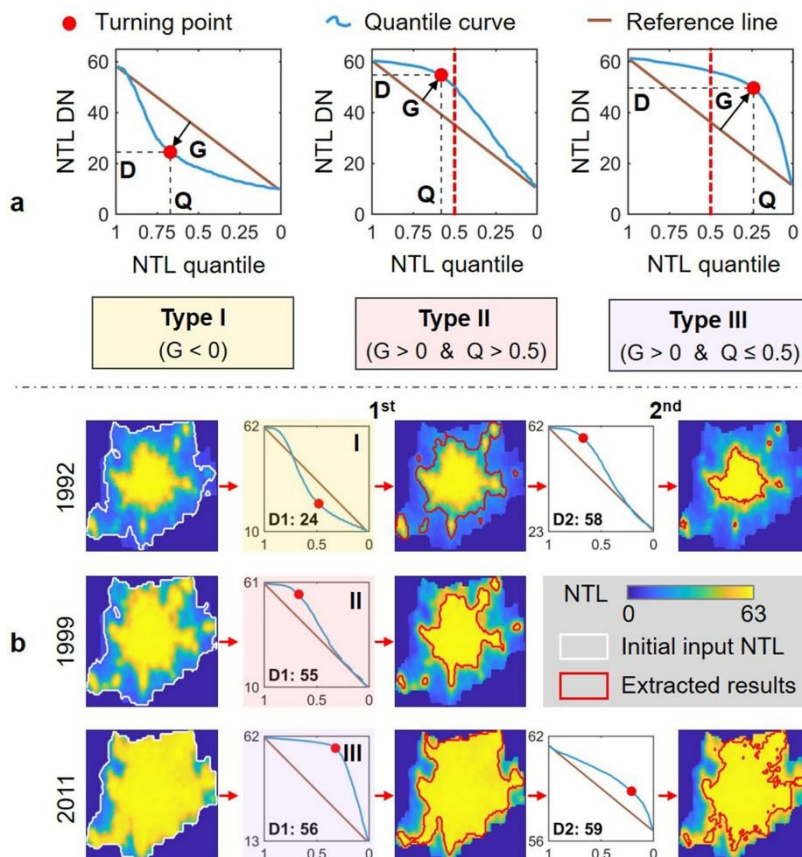 Turning point Quantile curve Reference line
a
60
40
20
0
NTL DN
D
G
Q
1 0.75 0.5 0.25 0
NTL quantile
60
40
20
0
NTL DN
D
G
Q
1 0.75 0.5 0.25 0
NTL quantile
60
40
20
0
NTL DN
D
G
Q
1 0.75 0.5 0.25 0
NTL quantile
Type I
(G < 0)
Type II
(G > 0 & Q > 0.5)
Type III
(G > 0 & Q ≤ 0.5)
b
1st 2nd
1992
62
I
D1: 24
10
1 0.5 0
62
D2: 58
23
1 0.5 0
1999
61
II
D1: 55
10
1 0.5 0
NTL
0 63
Initial input NTL
Extracted results
2011
62
III
D1: 56
13
1 0.5 0
62
D2: 59
56
1 0.5 0